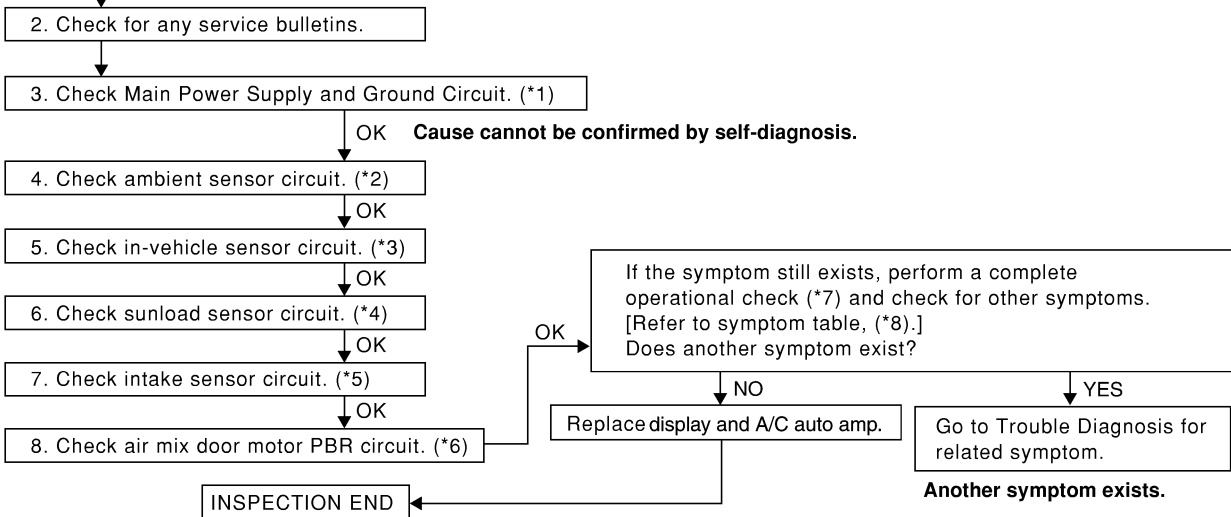 2. Check for any service bulletins.
3. Check Main Power Supply and Ground Circuit. (*1)
OK
Cause cannot be confirmed by self-diagnosis.
4. Check ambient sensor circuit. (*2)
OK
5. Check in-vehicle sensor circuit. (*3)
OK
6. Check sunload sensor circuit. (*4)
OK
7. Check intake sensor circuit. (*5)
OK
8. Check air mix door motor PBR circuit. (*6)
OK
If the symptom still exists, perform a complete
operational check (*7) and check for other symptoms.
[Refer to symptom table, (*8).]
Does another symptom exist?
NO
YES
Replace display and A/C auto amp.
Go to Trouble Diagnosis for
related symptom.
Another symptom exists.
INSPECTION END